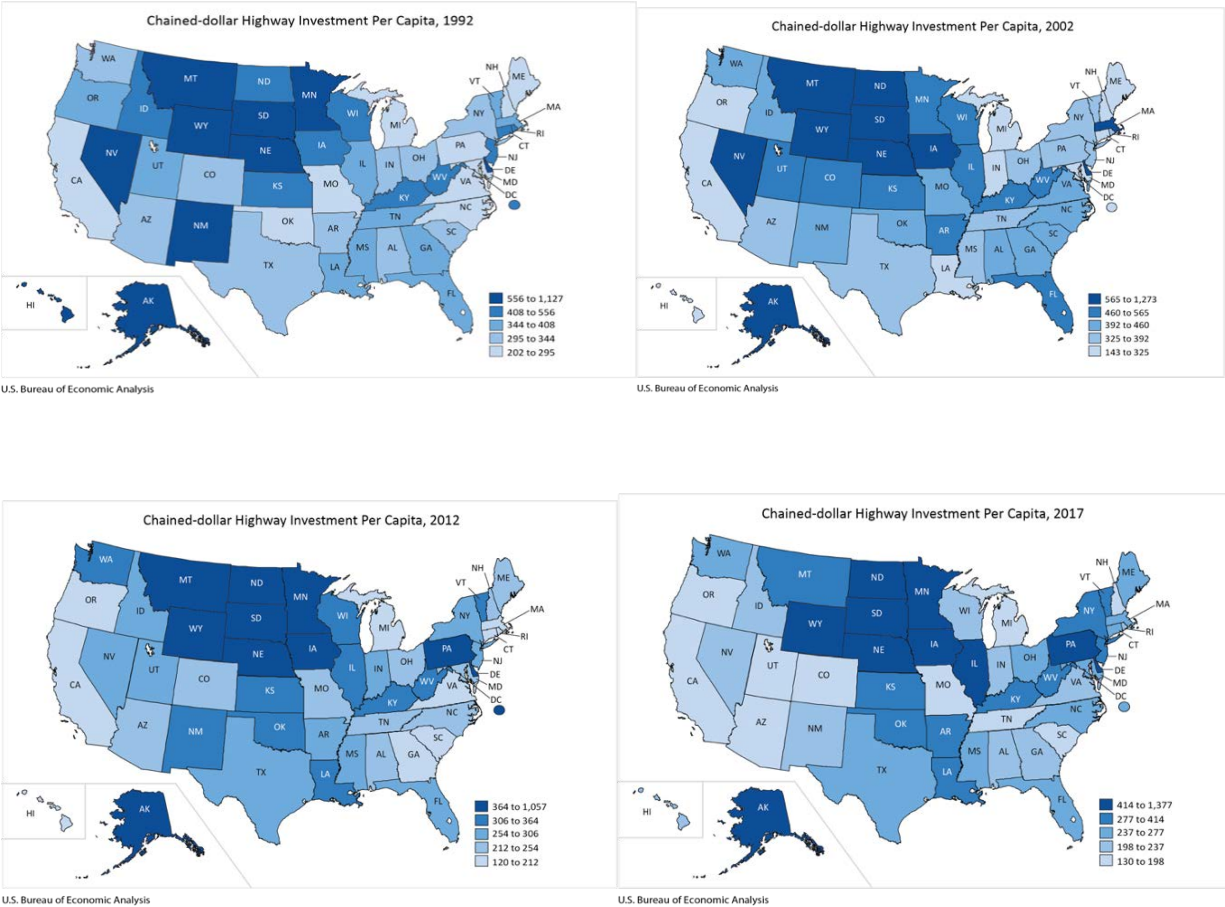 Chained-dollar Highway Investment Per Capita, 1992
WA
MT
ND
MN
OR
ID
WY
SD
WI
MI
NY
VT
NH
ME
MA
RI
CT
NJ
DE
MD
DC
NV
UT
CO
NE
IA
IL
IN
OH
PA
CA
KS
MO
KY
WV
VA
AZ
NM
OK
AR
TN
NC
SC
TX
LA
MS
AL
GA
FL
HI
AK
556 to 1,127
408 to 556
344 to 408
295 to 344
202 to 295
U.S. Bureau of Economic Analysis
Chained-dollar Highway Investment Per Capita, 2002
WA
MT
ND
MN
OR
ID
WY
SD
WI
MI
NY
VT
NH
ME
MA
RI
CT
NJ
DE
MD
DC
NV
UT
CO
NE
IA
IL
IN
OH
PA
CA
KS
MO
KY
WV
VA
AZ
NM
OK
AR
TN
NC
SC
TX
LA
MS
AL
GA
FL
HI
AK
565 to 1,273
460 to 565
392 to 460
325 to 392
143 to 325
U.S. Bureau of Economic Analysis
Chained-dollar Highway Investment Per Capita, 2012
WA
MT
ND
MN
OR
ID
WY
SD
WI
MI
NY
VT
NH
ME
MA
RI
CT
NJ
DE
MD
DC
NV
UT
CO
NE
IA
IL
IN
OH
PA
CA
KS
MO
KY
WV
VA
AZ
NM
OK
AR
TN
NC
SC
TX
LA
MS
AL
GA
FL
HI
AK
364 to 1,057
306 to 364
254 to 306
212 to 254
120 to 212
U.S. Bureau of Economic Analysis
Chained-dollar Highway Investment Per Capita, 2017
WA
MT
ND
MN
OR
ID
WY
SD
WI
MI
NY
VT
NH
ME
MA
RI
CT
NJ
DE
MD
DC
NV
UT
CO
NE
IA
IL
IN
OH
PA
CA
KS
MO
KY
WV
VA
AZ
NM
OK
AR
TN
NC
SC
TX
LA
MS
AL
GA
FL
HI
AK
414 to 1,377
277 to 414
237 to 277
198 to 237
130 to 198
U.S. Bureau of Economic Analysis